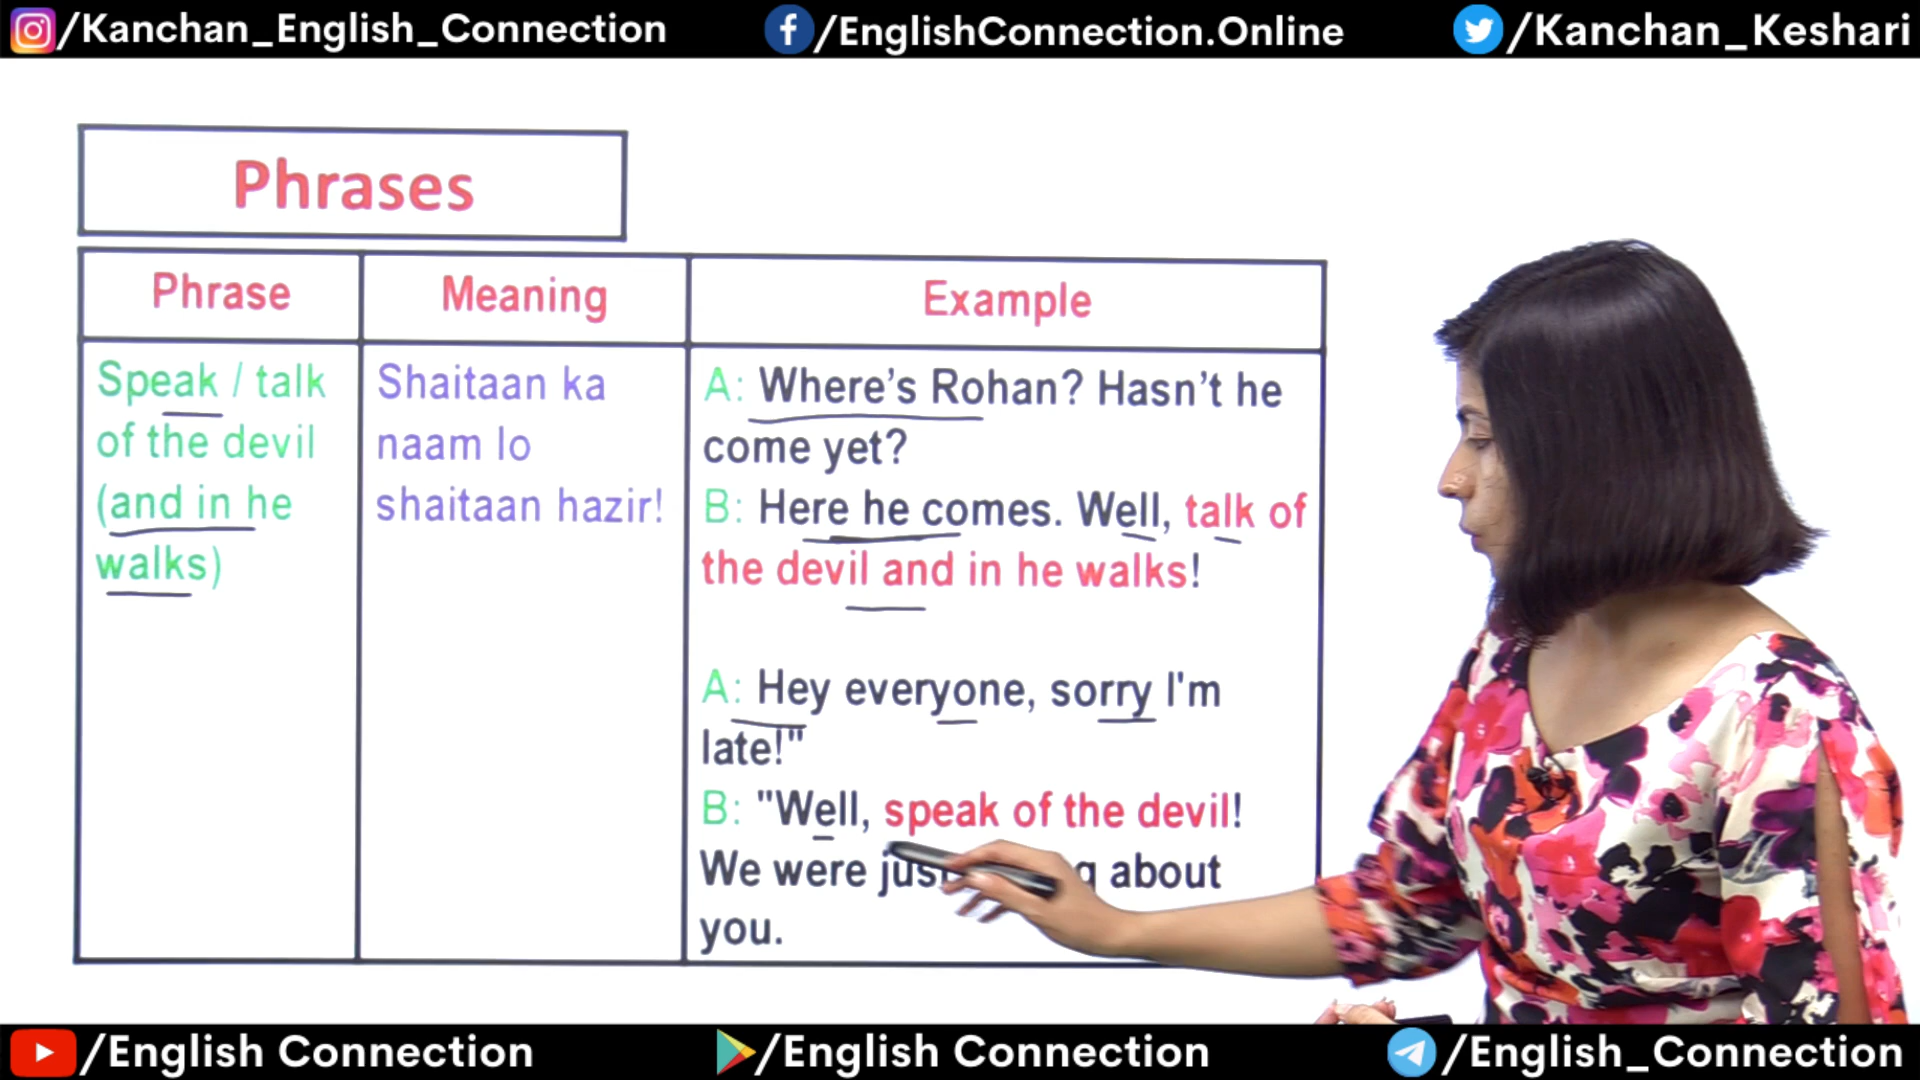 /Kanchan_English_Connection
/EnglishConnection.Online
/Kanchan_Keshari
Phrases
Phrase
Meaning
Example
Speak / talk
of the devil
(and in he
walks)
Shaitaan ka
naam lo
shaitaan hazir!
A: Where's Rohan? Hasn't he
come yet?
B: Here he comes. Well, talk of
the devil and in he walks!
A: Hey everyone, sorry I'm
late!"
B: "Well, speak of the devil!
We were about
you.
/English Connection
/English Connection
/English_Connection